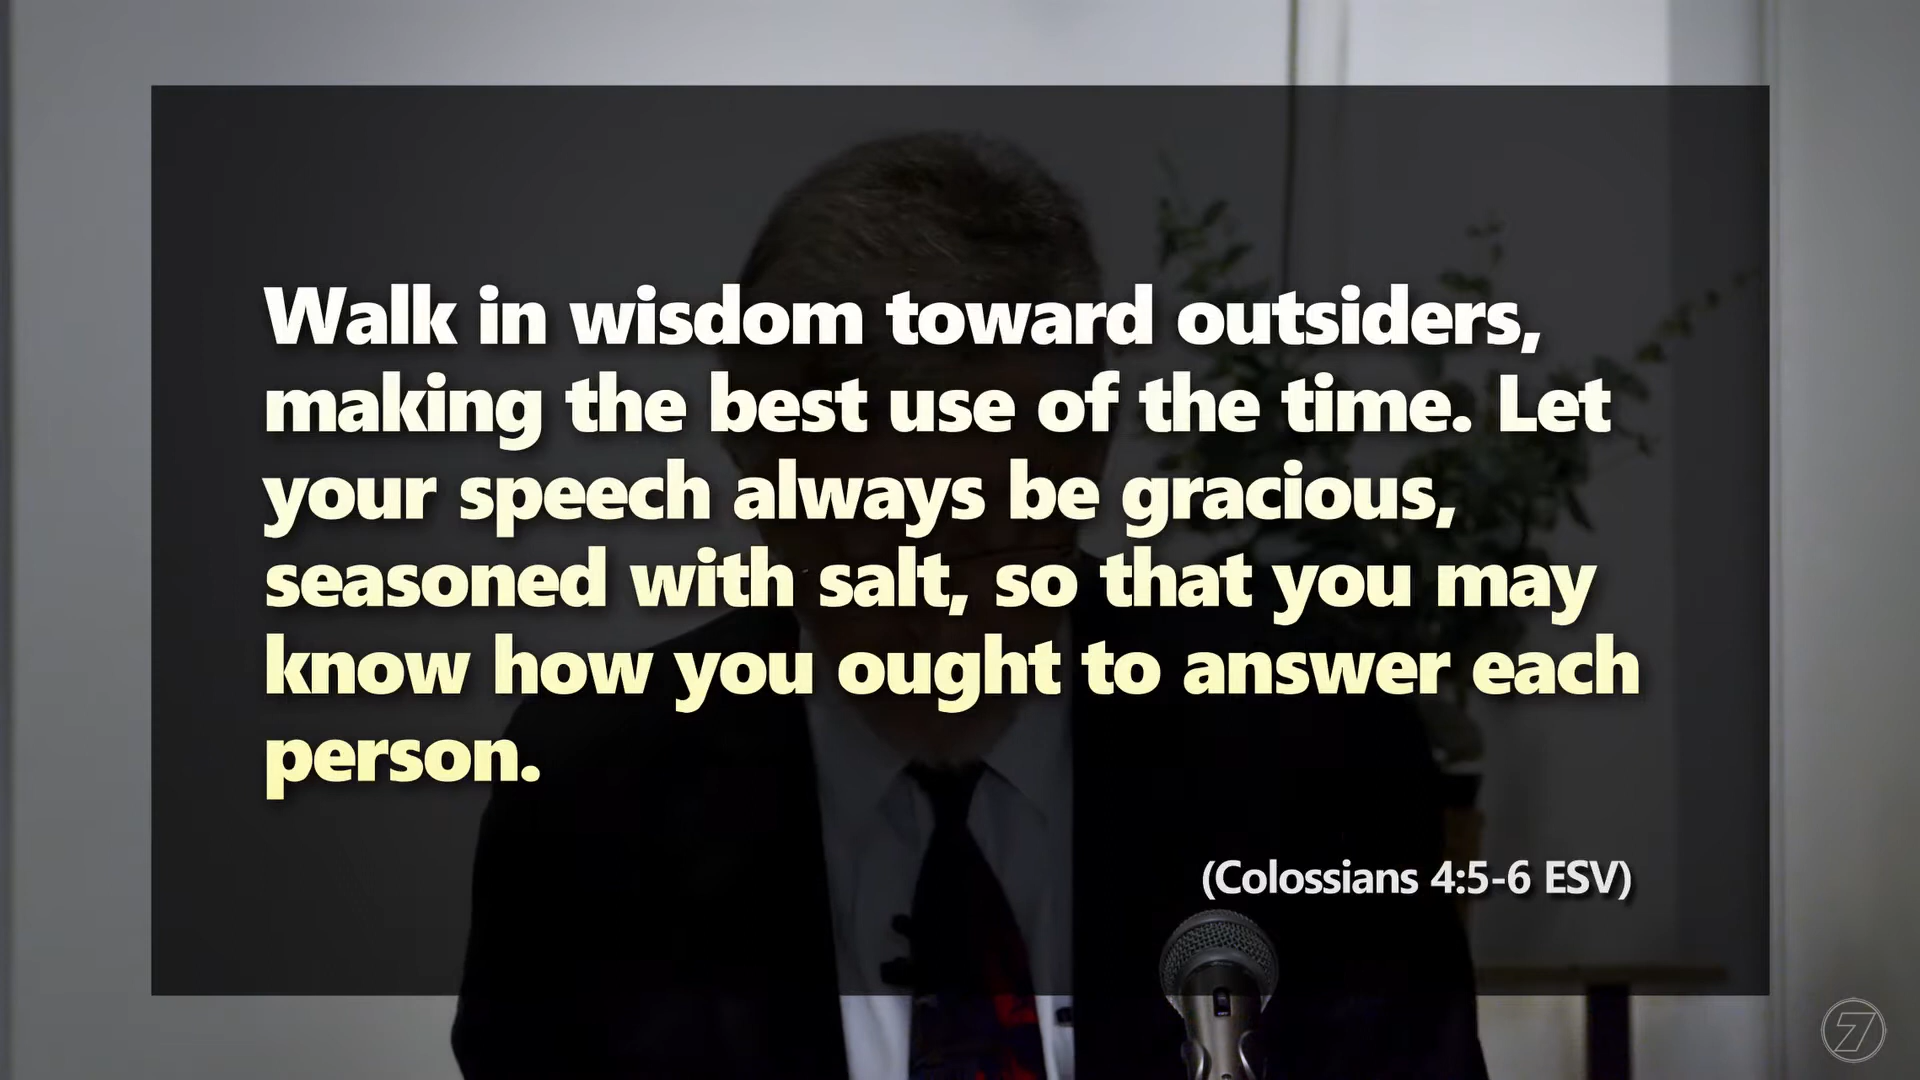 Walk in wisdom toward outsiders,
making the best use of the time. Let
your speech always be gracious,
seasoned with salt, so that you may
know how you ought to answer each
person.
(Colossians 4:5-6 ESV)